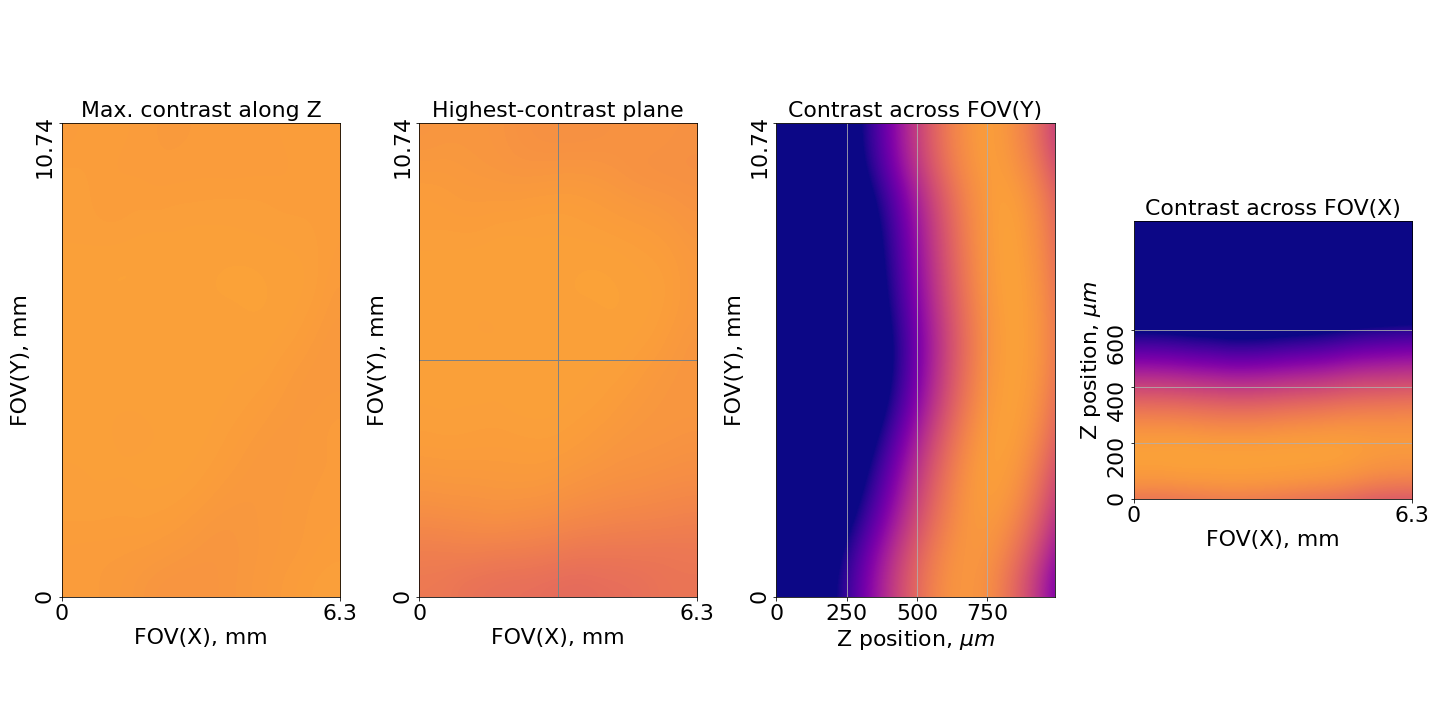 Max. contrast along Z
10.74
FOV(Y), mm
0
0
6.3
FOV(X), mm
Highest-contrast plane
10.74
FOV(Y), mm
0
0
6.3
FOV(X), mm
Contrast across FOV(Y)
10.74
FOV(Y), mm
0
0
250
500
750
Z position, μm
Contrast across FOV(X)
600
400
200
0
Z position, μm
0
6.3
FOV(X), mm